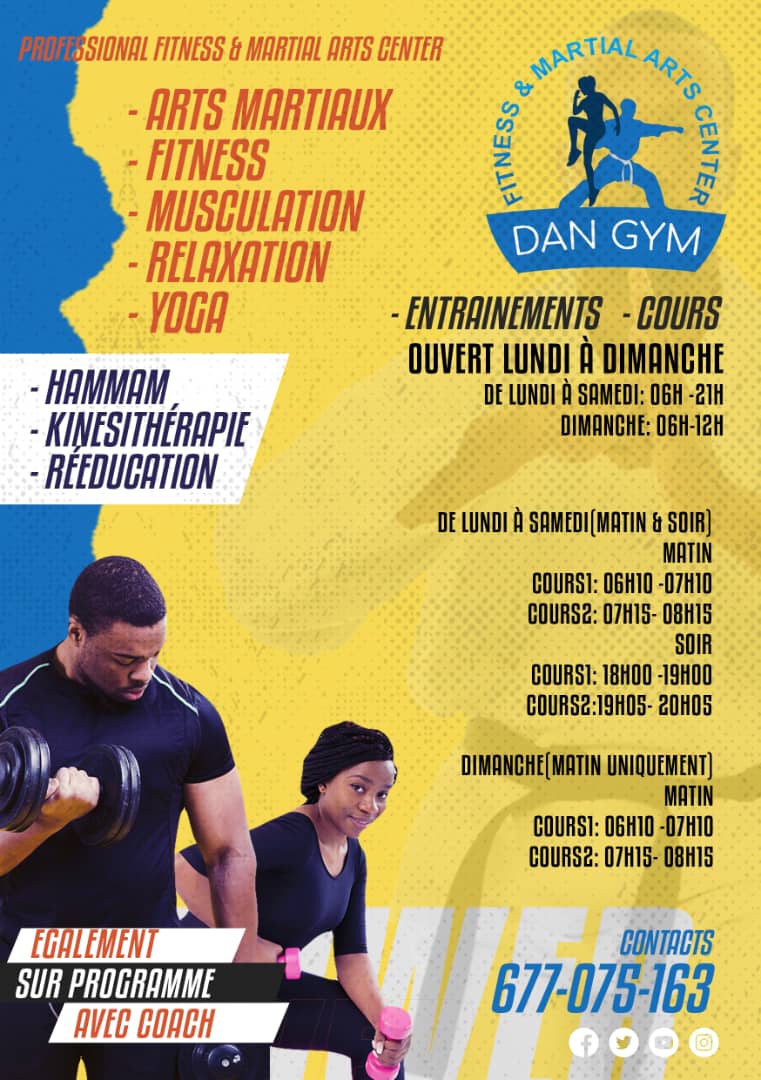 PROFESSIONAL FITNESS & MARTIAL ARTS CENTER
FITNESS & MARTIAL ARTS CENTER
DAN GYM
- ARTS MARTIAUX
- FITNESS
- MUSCULATION
- RELAXATION
- YOGA
- ENTRAINEMENTS - COURS
OUVERT LUNDI À DIMANCHE
DE LUNDI À SAMEDI: 06H -21H
DIMANCHE: 06H-12H
- HAMMAM
- KINESITHÉRAPIE
- RÉÉDUCATION
DE LUNDI À SAMEDI(MATIN & SOIR)
MATIN
COURS1: 06H10 -07H10
COURS2: 07H15- 08H15
SOIR
COURS1: 18H00 -19H00
COURS2:19H05- 20H05
DIMANCHE(MATIN UNIQUEMENT)
MATIN
COURS1: 06H10 -07H10
COURS2: 07H15- 08H15
EGALEMENT
SUR PROGRAMME
AVEC COACH
CONTACTS
677-075-163